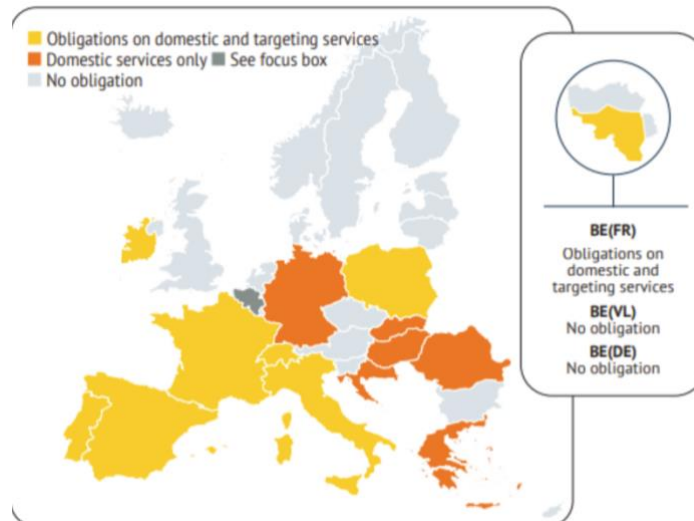 Obligations on domestic and targeting services
Domestic services only See focus box
No obligation
BE(FR)
Obligations on
domestic and
targeting services
BE(VL)
No obligation
BE(DE)
No obligation